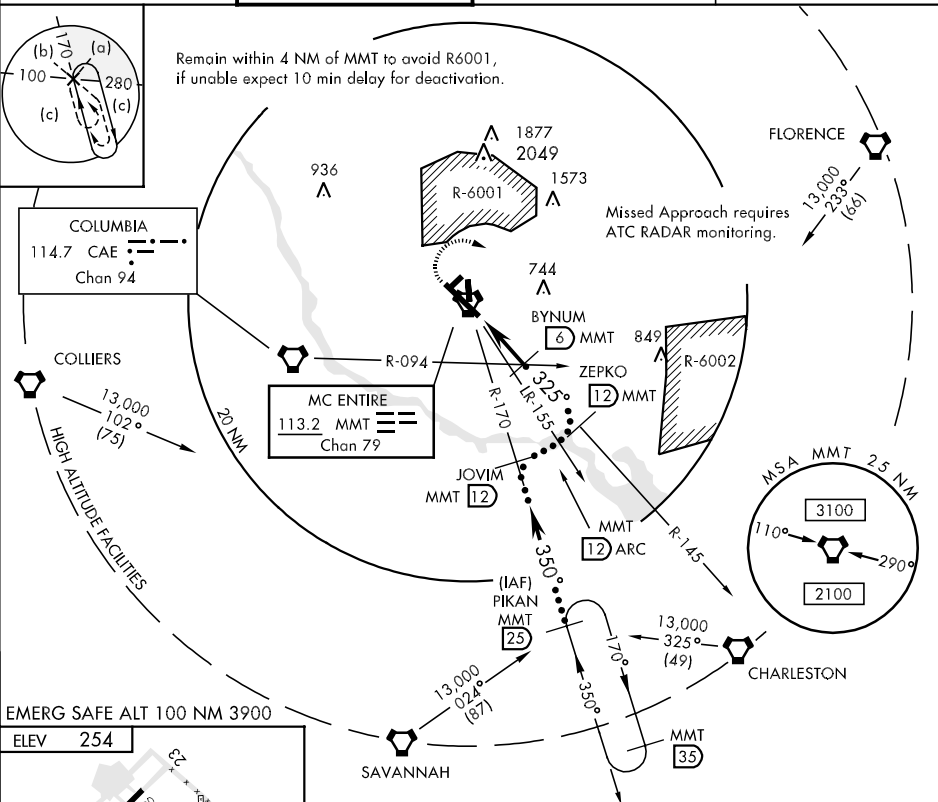 170
(b)
(a)
100
280
(c)
(c)
Remain within 4 NM of MMT to avoid R6001,
if unable expect 10 min delay for deactivation.
FLORENCE
13,000
233°
(66)
1877
2049
936
1573
R-6001
Missed Approach requires
ATC RADAR monitoring.
COLUMBIA
114.7 CAE
Chan 94
744
BYNUM
6 MMT
849
R-6002
COLLIERS
13,000
102°
(75)
R-094
ZEPKO
12 MMT
325°
MC ENTIRE
113.2 MMT
Chan 79
R-170
LR-155
20 NM
HIGH ALTITUDE FACILITIES
JOVIM
MMT 12
MMT
12 ARC
R-145
MSA MMT 25 NM
3100
110°
290°
2100
350°
(IAF)
PIKAN
MMT
25
13,000
325°
(49)
CHARLESTON
170°
350°
13,000
024°
(87)
MMT
35
SAVANNAH
EMERG SAFE ALT 100 NM 3900
ELEV 254
23